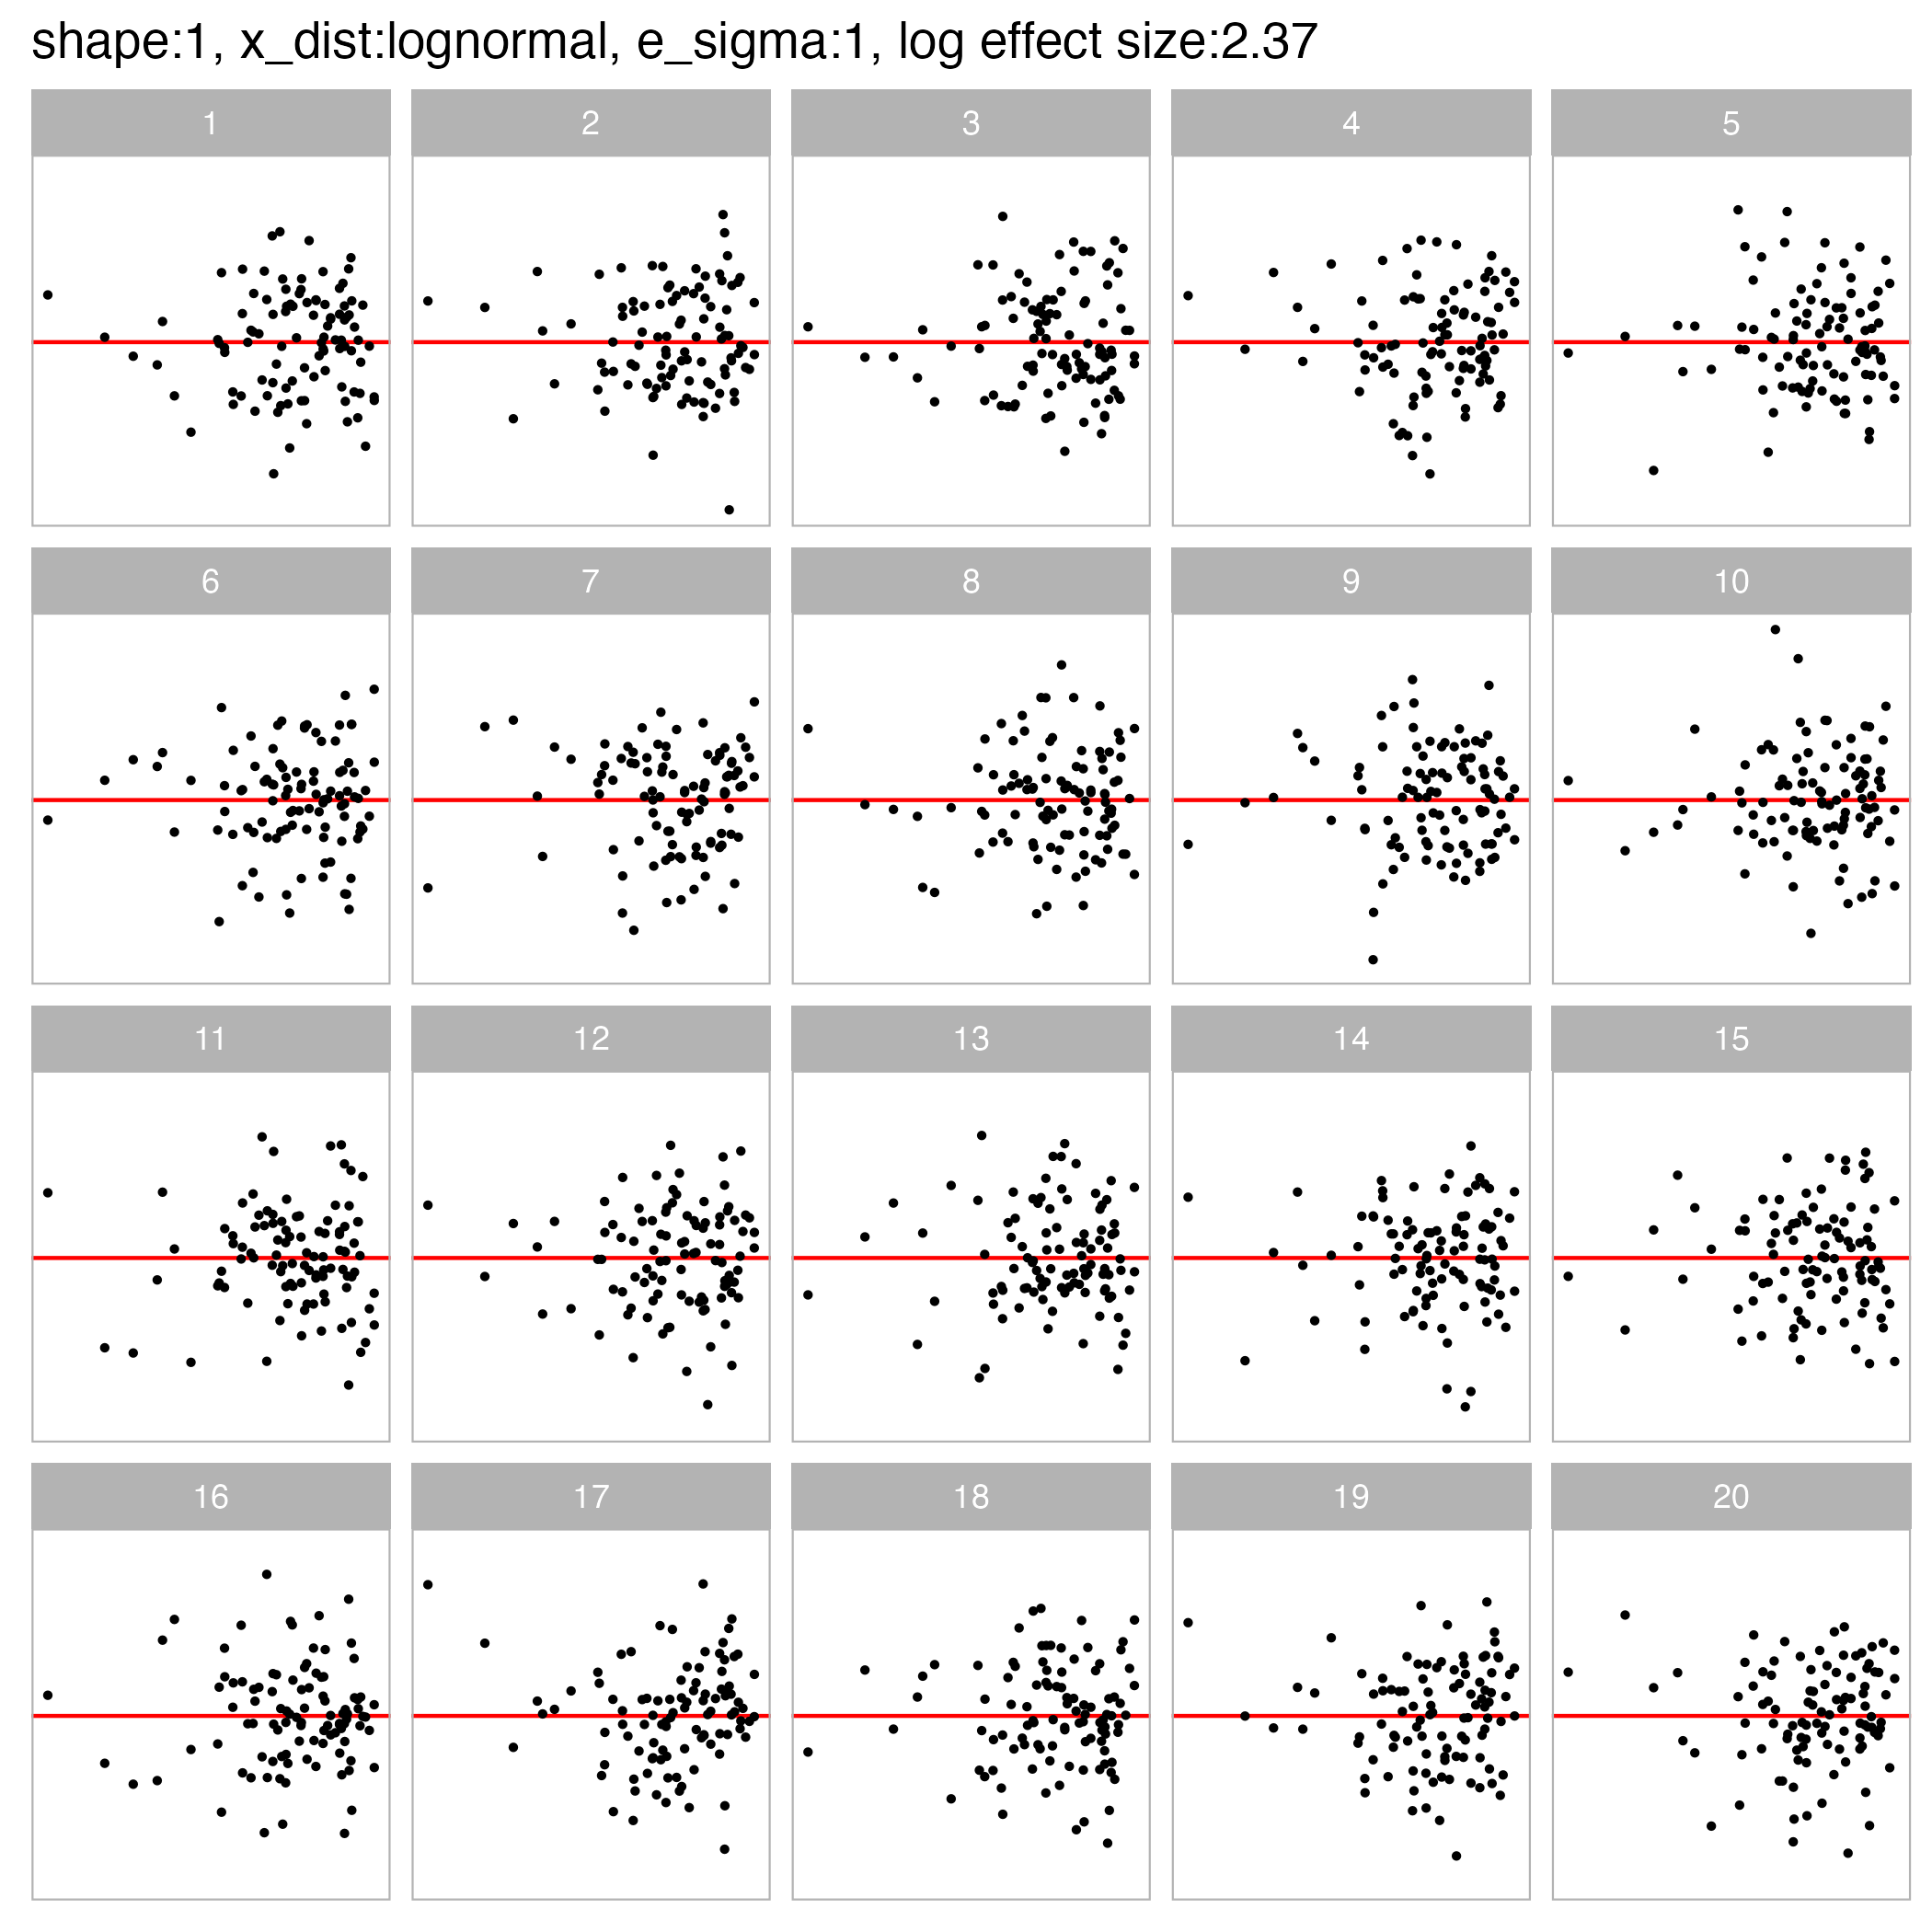 shape:1, x_dist:lognormal, e_sigma:1, log effect size:2.37
1 2 3 4 5
6 7 8 9 10
11 12 13 14 15
16 17 18 19 20